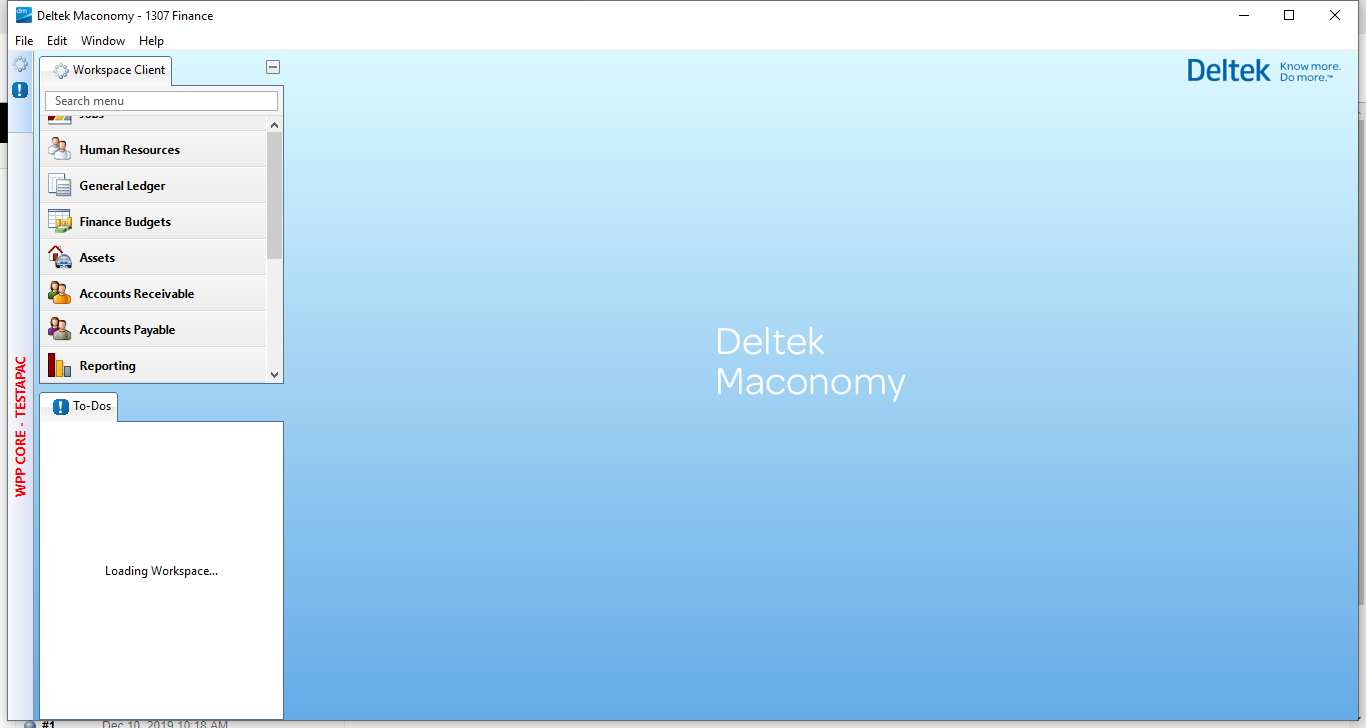 Deltek Maconomy - 1307 Finance
File Edit Window Help
Workspace Client
Search menu
Jobs
Human Resources
General Ledger
Finance Budgets
Assets
Accounts Receivable
Accounts Payable
Reporting
To-Dos
Loading Workspace...
WPP CORE - TESTAPAC
Deltek Know more.
Do more.™
Deltek
Maconomy
#1 Dec 10, 2019 10:18 AM